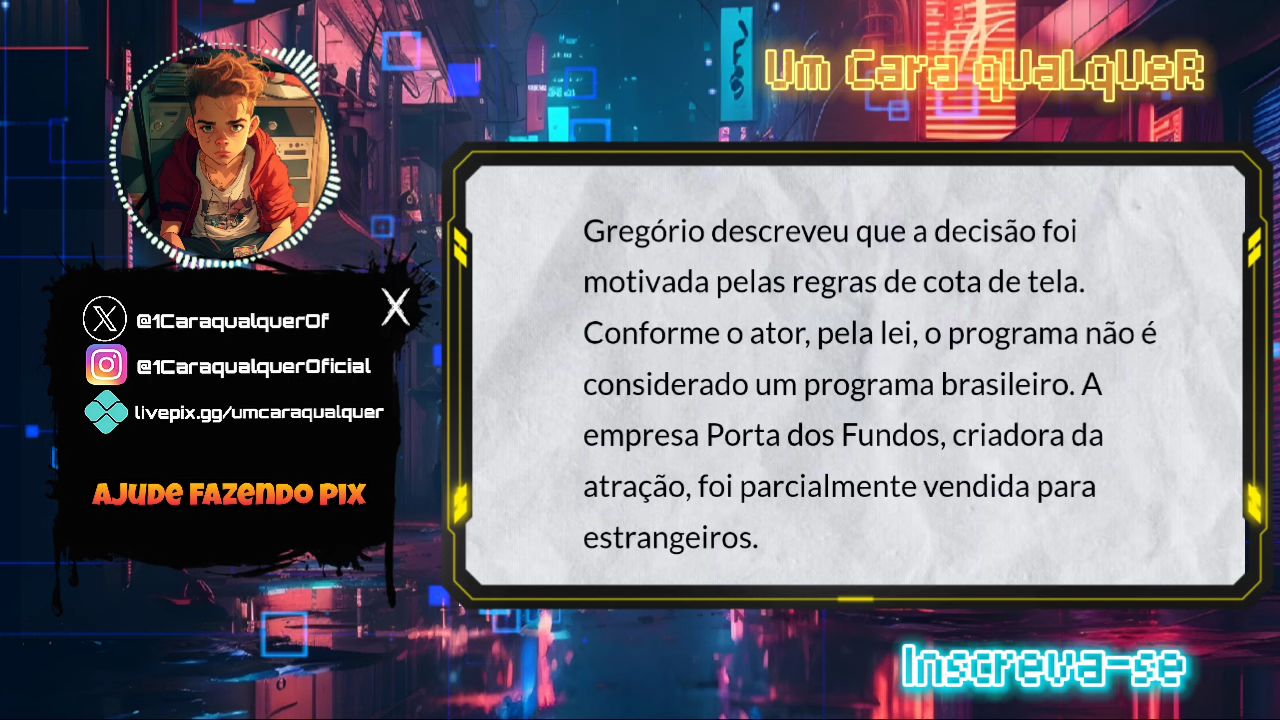 Um Cara qUaLqUeR
Gregório descreveu que a decisão foi
motivada pelas regras de cota de tela.
Conforme o ator, pela lei, o programa não é
considerado um programa brasileiro. A
empresa Porta dos Fundos, criadora da
atração, foi parcialmente vendida para
estrangeiros.
@1CaraqualquerOf
@1CaraqualquerOficial
livepix.gg/umcaraqualquer
AJUDE FAZENDO PIX
Inscreva-se